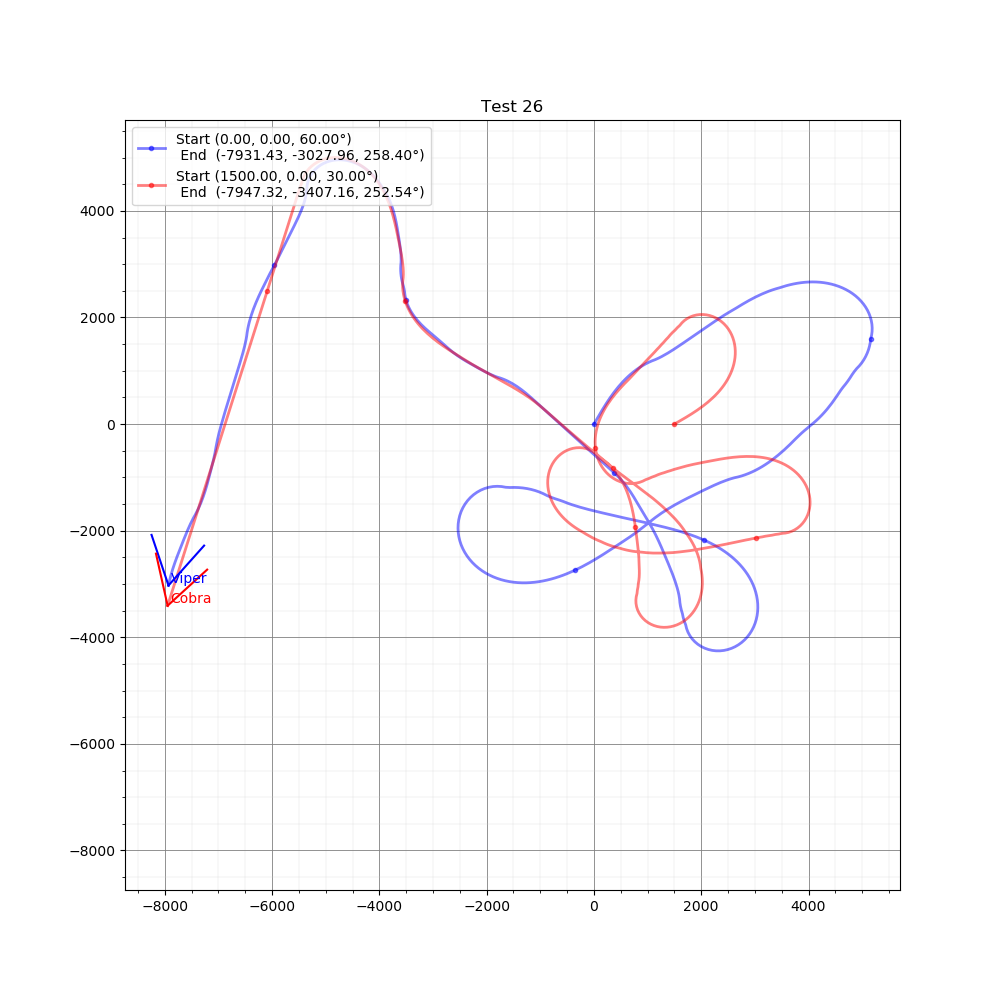 Test 26
Start (0.00, 0.00, 60.00°)
End (-7931.43, -3027.96, 258.40°)
Start (1500.00, 0.00, 30.00°)
End (-7947.32, -3407.16, 252.54°)
4000
2000
0
−2000
Viper
Cobra
−4000
−6000
−8000
−8000 −6000 −4000 −2000 0 2000 4000